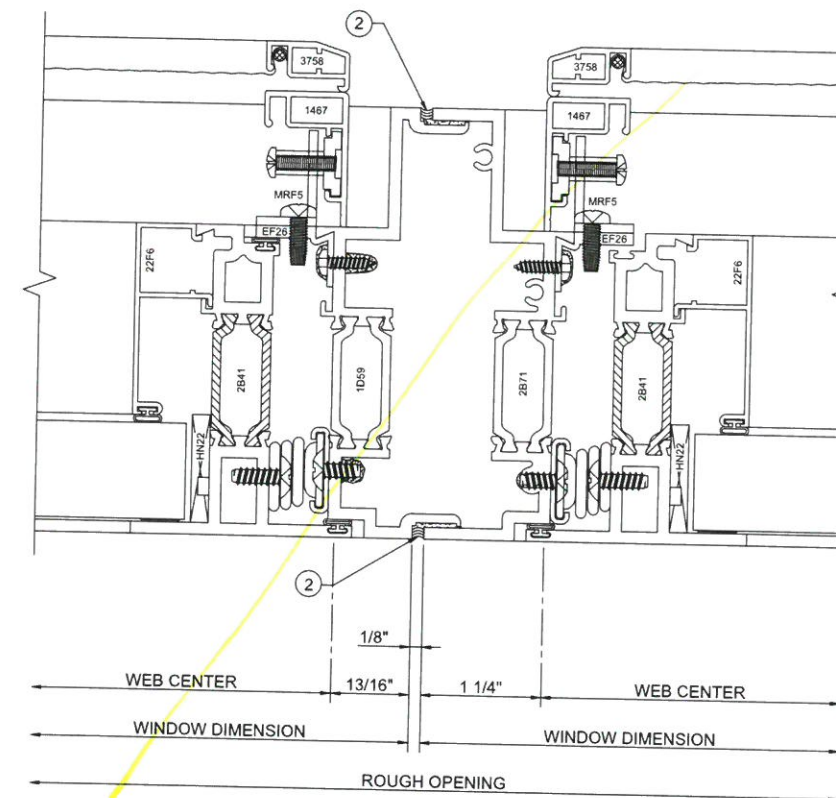 2
3758
3758
1467
1467
MRF5
MRF5
EF26
EF26
22F6
22F6
2B41
1D59
2B71
2B41
HN22
HN22
2
1/8"
WEB CENTER
13/16"
1 1/4"
WEB CENTER
WINDOW DIMENSION
WINDOW DIMENSION
ROUGH OPENING